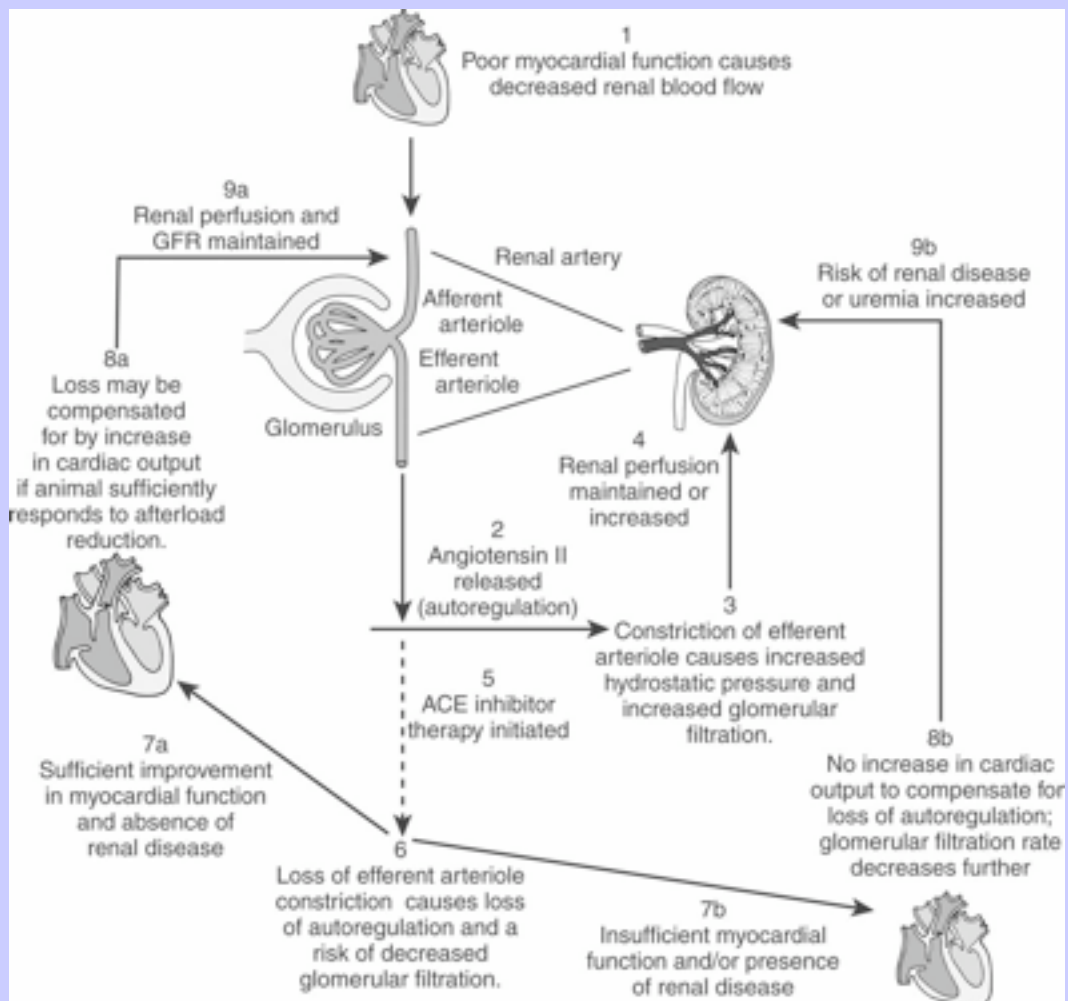 1
Poor myocardial function causes
decreased renal blood flow
9a
Renal perfusion and
GFR maintained
Renal artery
9b
Risk of renal disease
or uremia increased
Afferent
arteriole
Efferent
arteriole
Glomerulus
8a
Loss may be
compensated
for by increase
in cardiac output
if animal sufficiently
responds to afterload
reduction.
4
Renal perfusion
maintained or
increased
2
Angiotensin II
released
(autoregulation)
3
Constriction of efferent
arteriole causes increased
hydrostatic pressure and
increased glomerular
filtration.
5
ACE inhibitor
therapy initiated
7a
Sufficient improvement
in myocardial function
and absence of
renal disease
8b
No increase in cardiac
output to compensate for
loss of autoregulation;
glomerular filtration rate
decreases further
6
Loss of efferent arteriole
constriction causes loss
of autoregulation and a
risk of decreased
glomerular filtration.
7b
Insufficient myocardial
function and/or presence
of renal disease